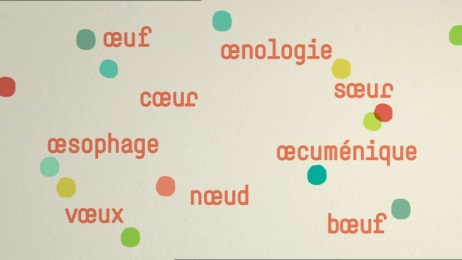 œuf
œnologie
cœur
sœur
œsophage
œcuménique
nœud
vœux
bœuf